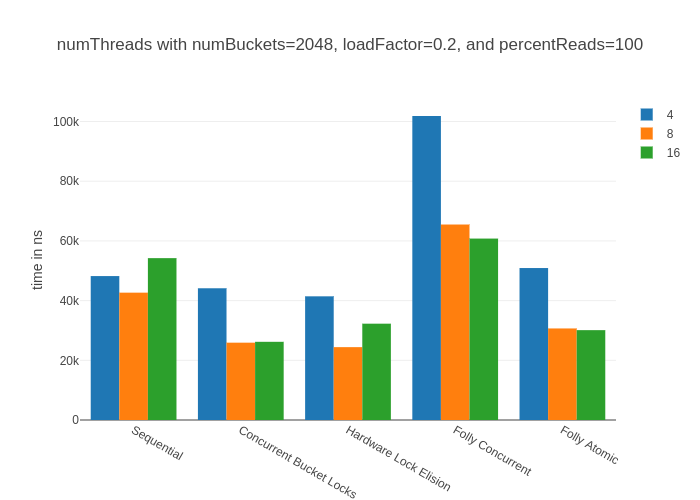 numThreads with numBuckets=2048, loadFactor=0.2, and percentReads=100
4
8
16
100k
80k
60k
40k
20k
0
time in ns
Sequential
Concurrent Bucket Locks
Hardware Lock Elision
Folly Concurrent
Folly Atomic